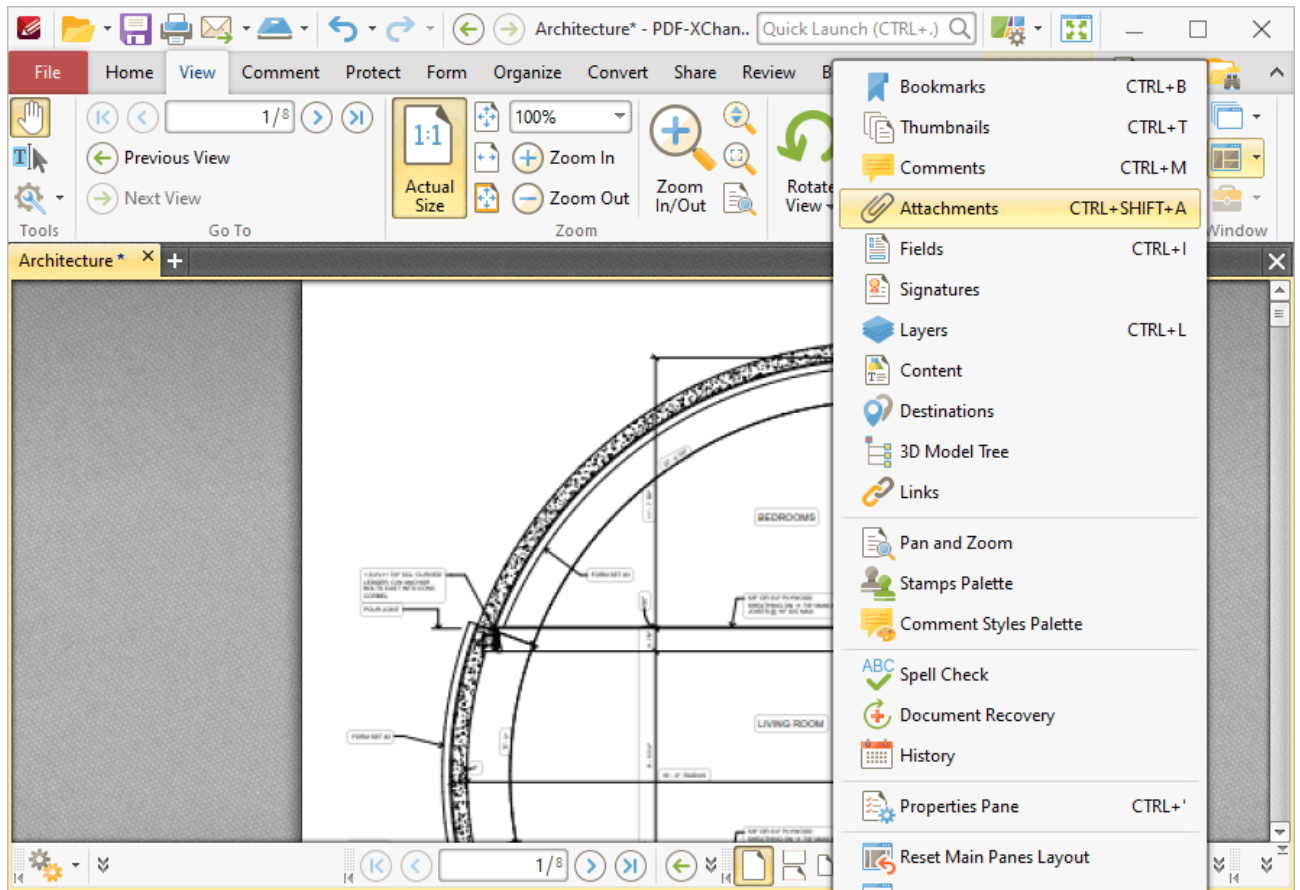 Architecture* - PDF-XChan..
Quick Launch (CTRL+.)
File
Home
View
Comment
Protect
Form
Organize
Convert
Share
Review
B
1/8
Previous View
Next View
Tools
Go To
1:1
Actual
Size
100%
Zoom In
Zoom Out
Zoom
In/Out
Zoom
Rotate
View
Window
Architecture *
Bookmarks CTRL+B
Thumbnails CTRL+T
Comments CTRL+M
Attachments CTRL+SHIFT+A
Fields CTRL+I
Signatures
Layers CTRL+L
Content
Destinations
3D Model Tree
Links
Pan and Zoom
Stamps Palette
Comment Styles Palette
ABC
Spell Check
Document Recovery
History
Properties Pane CTRL+'
Reset Main Panes Layout
BEDROOMS
POUR JOINT
LIVING ROOM
1/8